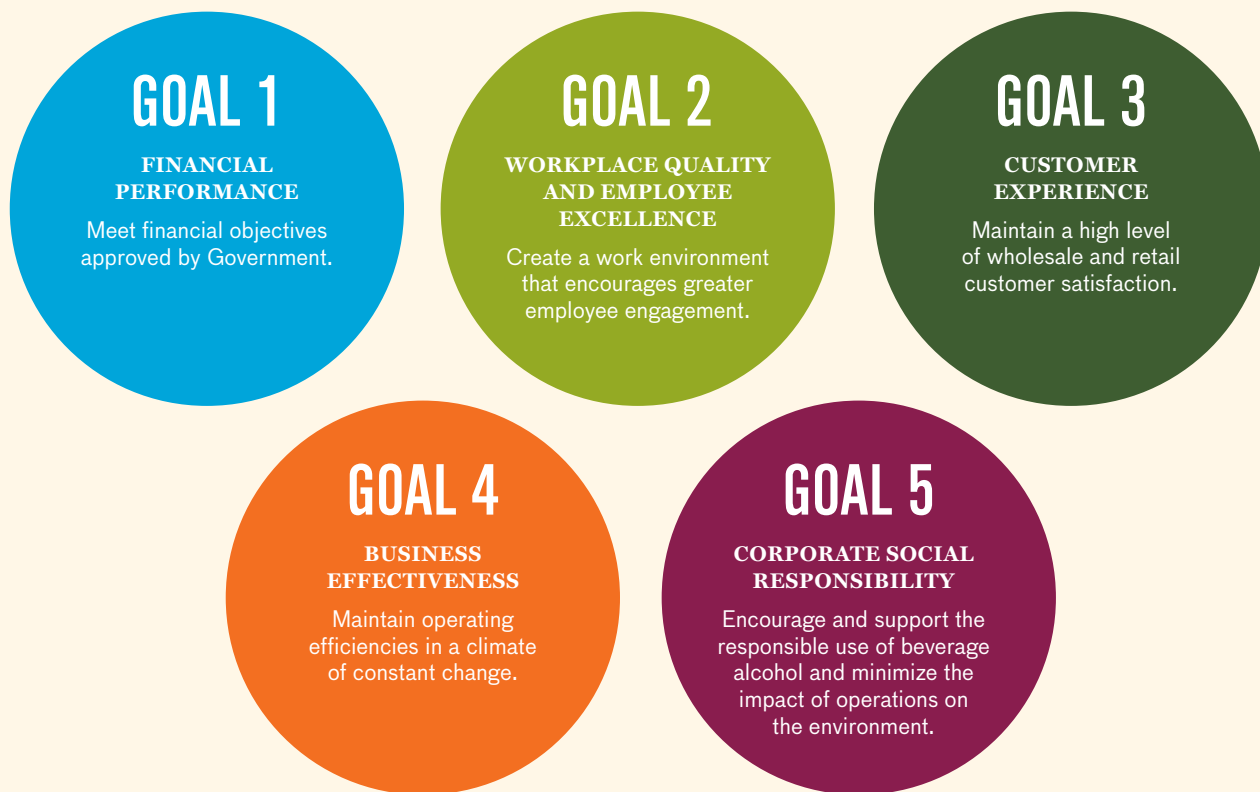 GOAL 1
FINANCIAL
PERFORMANCE
Meet financial objectives
approved by Government.
GOAL 2
WORKPLACE QUALITY
AND EMPLOYEE
EXCELLENCE
Create a work environment
that encourages greater
employee engagement.
GOAL 3
CUSTOMER
EXPERIENCE
Maintain a high level
of wholesale and retail
customer satisfaction.
GOAL 4
BUSINESS
EFFECTIVENESS
Maintain operating
efficiencies in a climate
of constant change.
GOAL 5
CORPORATE SOCIAL
RESPONSIBILITY
Encourage and support the
responsible use of beverage
alcohol and minimize the
impact of operations on
the environment.